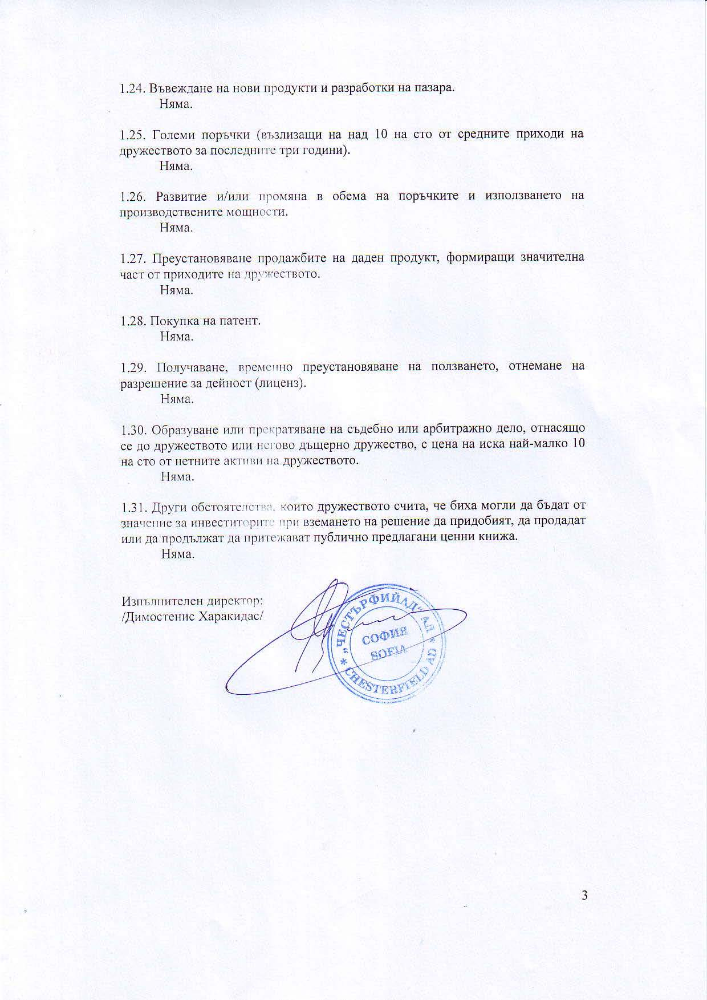 1.24. Въвеждане на нови продукти и разработки на пазара.
Няма.
1.25. Големи поръчки (възлизащи на над 10 на сто от средните приходи на
дружеството за последните три години).
Няма.
1.26. Развитие и/или промяна в обема на поръчките и използването на
производствените мощности.
Няма.
1.27. Преустановяване продажбите на даден продукт, формиращи значителна
част от приходите на дружеството.
Няма.
1.28. Покупка на патент.
Няма.
1.29. Получаване, временно преустановяване на ползването, отнемане на
разрешение за дейност (лиценз).
Няма.
1.30. Образуване или прекратяване на съдебно или арбитражно дело, отнасящо
се до дружеството или негово дъщерно дружество, с цена на иска най-малко 10
на сто от нетните активи на дружеството.
Няма.
1.31. Други обстоятелства, които дружеството счита, че биха могли да бъдат от
значение за инвеститорите при вземането на решение да придобият, да продадат
или да продължат да притежават публично предлагани ценни книжа.
Няма.
Изпълнителен директор:
/Димостенис Харакидас/
* „ЧЕСТЪРФИЙЛД“ АД *
СОФИЯ
SOFIA
CHESTERFIELD AD
3